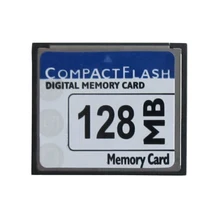 COMPACTFLASH
DIGITAL MEMORY CARD
128 MB
Memory Card